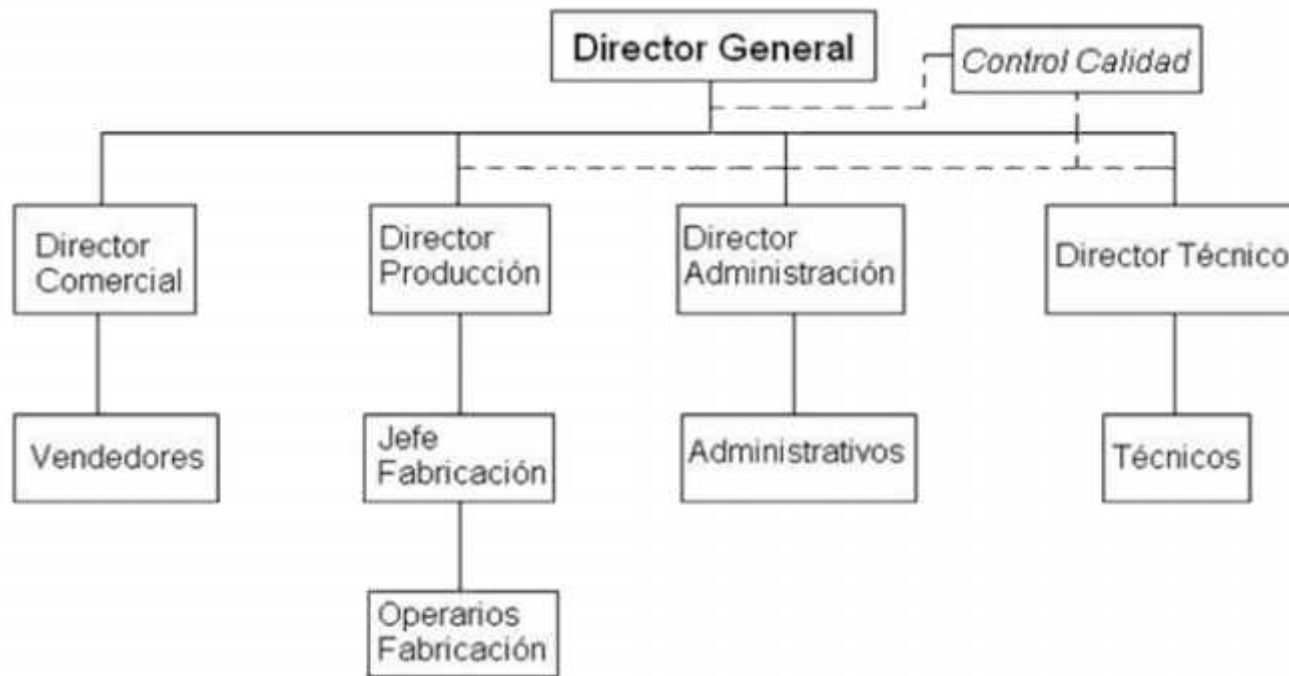 Director General
Control Calidad
Director
Comercial
Director
Producción
Director
Administración
Director Técnico
Vendedores
Jefe
Fabricación
Administrativos
Técnicos
Operarios
Fabricación